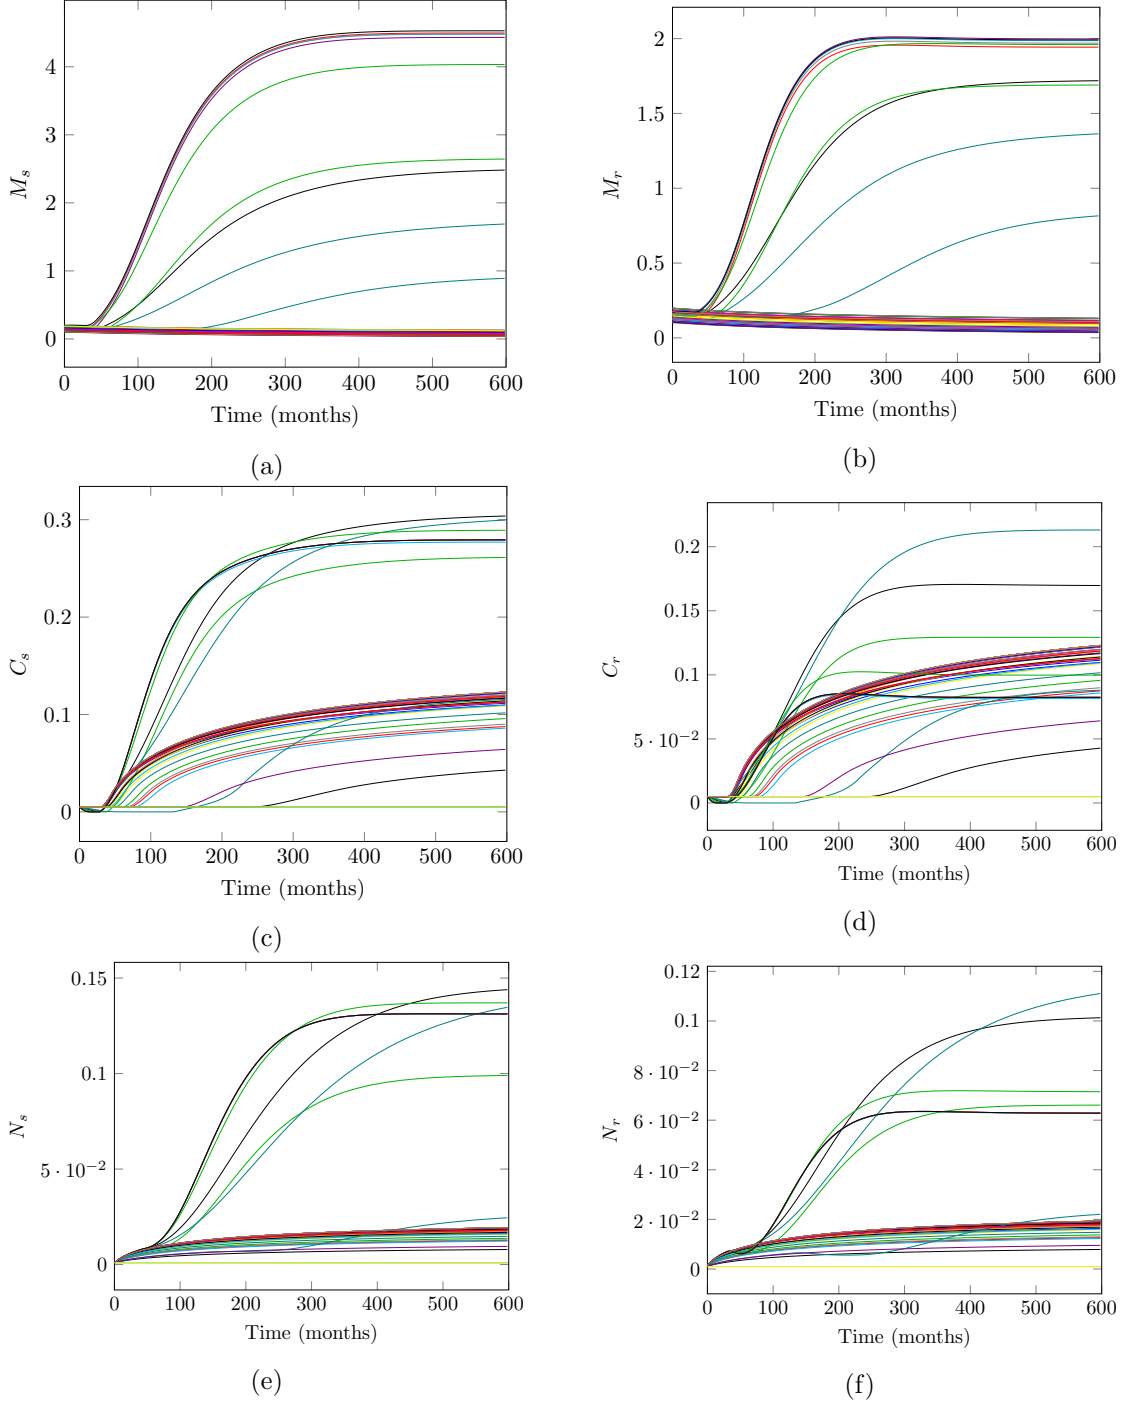 4
3
2
1
0
M_s
0 100 200 300 400 500 600
Time (months)
(a)
2
1.5
1
0.5
0
M_r
0 100 200 300 400 500 600
Time (months)
(b)
0.3
0.2
0.1
0
C_s
0 100 200 300 400 500 600
Time (months)
(c)
0.2
0.15
0.1
5 · 10⁻²
0
C_r
0 100 200 300 400 500 600
Time (months)
(d)
0.15
0.1
5 · 10⁻²
0
N_s
0 100 200 300 400 500 600
Time (months)
(e)
0.12
0.1
8 · 10⁻²
6 · 10⁻²
4 · 10⁻²
2 · 10⁻²
0
N_r
0 100 200 300 400 500 600
Time (months)
(f)